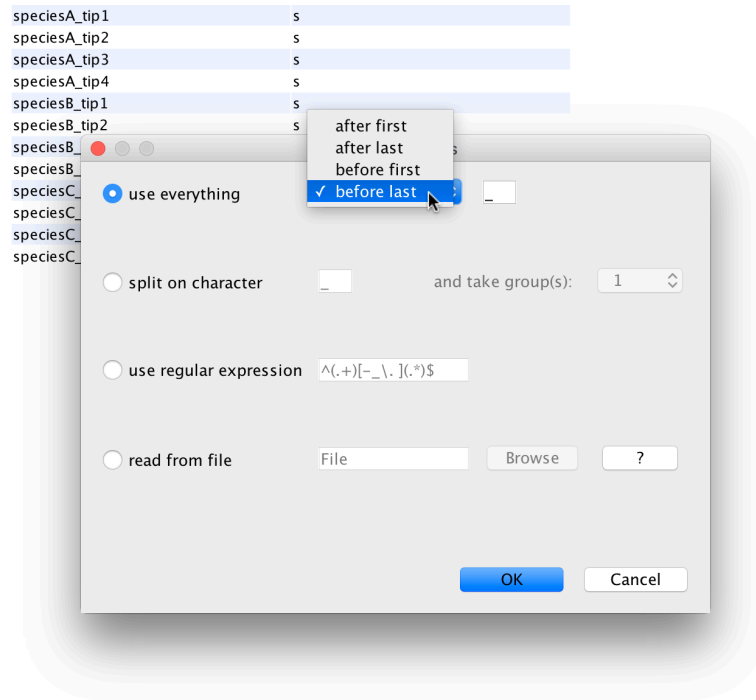 speciesA_tip1 s
speciesA_tip2 s
speciesA_tip3 s
speciesA_tip4 s
speciesB_tip1 s
speciesB_tip2 s
speciesB_
speciesB_
speciesC_
speciesC_
speciesC_
speciesC_
s
after first
after last
before first
✓ before last
use everything _
split on character _ and take group(s): 1
use regular expression ^(.+)[-_\. ](.*)$
read from file File Browse ?
OK Cancel